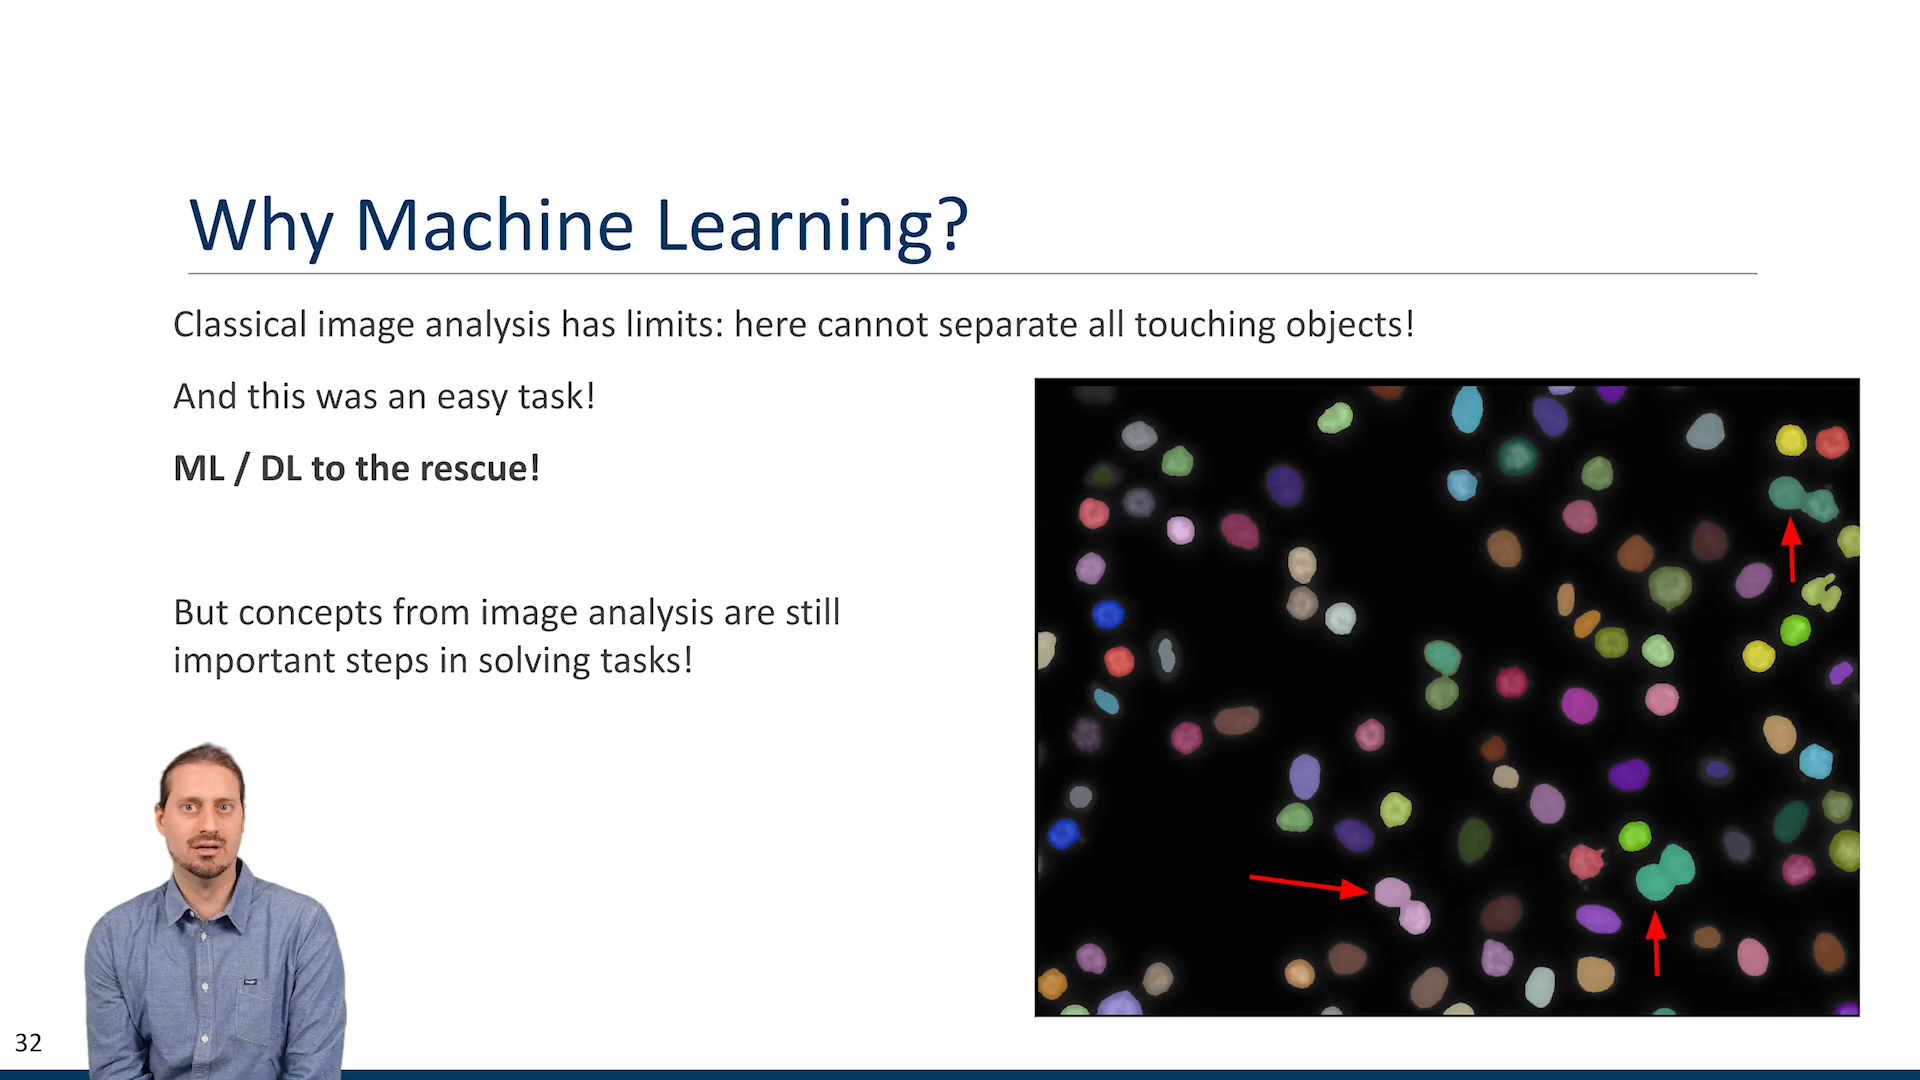 Why Machine Learning?
Classical image analysis has limits: here cannot separate all touching objects!
And this was an easy task!
ML / DL to the rescue!
But concepts from image analysis are still
important steps in solving tasks!
32